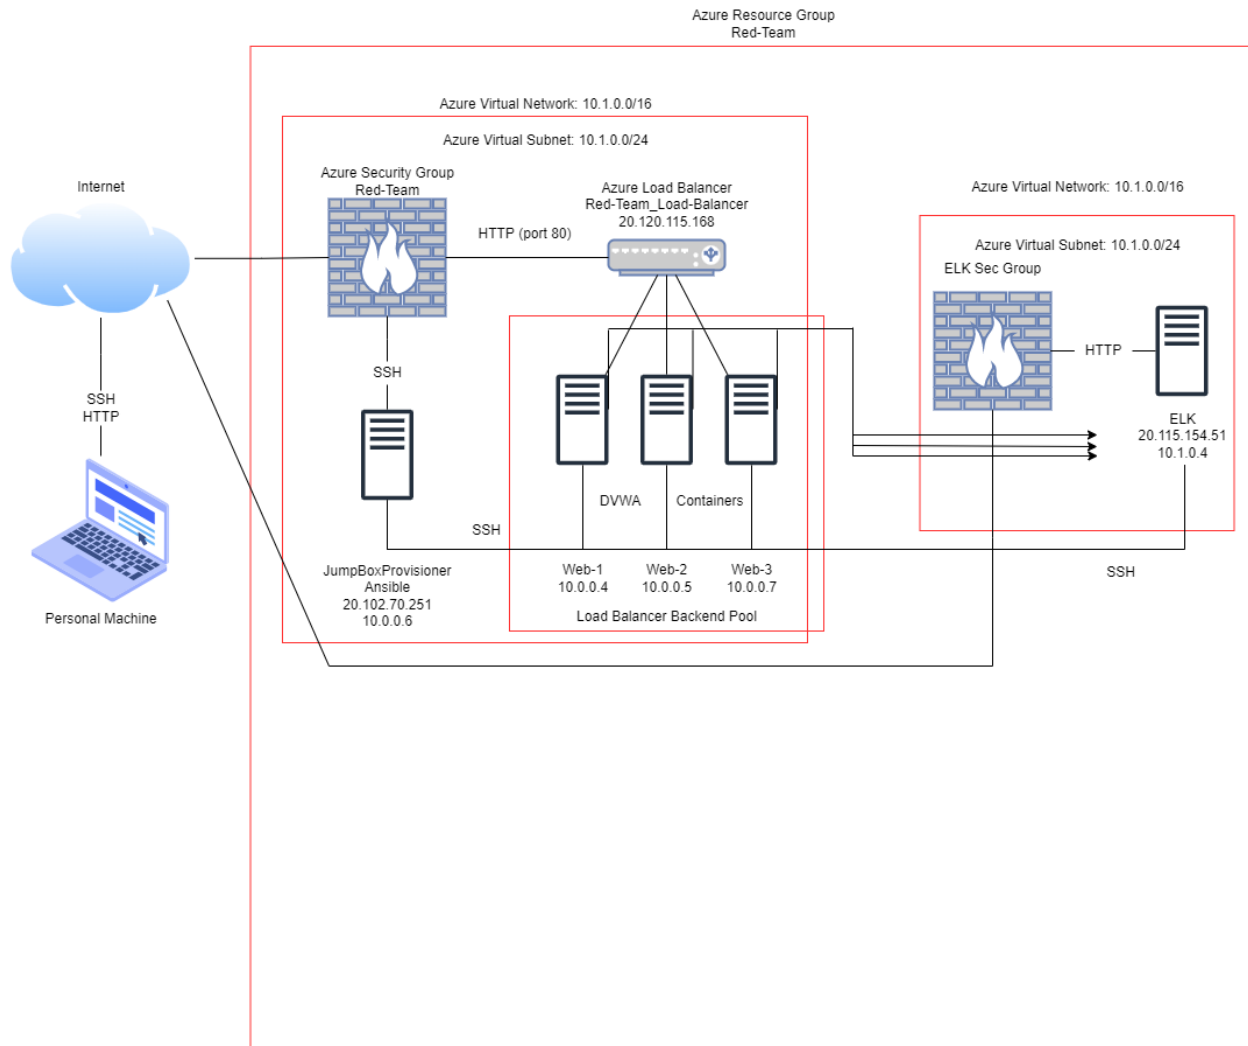 Azure Resource Group
Red-Team
Azure Virtual Network: 10.1.0.0/16
Azure Virtual Subnet: 10.1.0.0/24
Azure Security Group
Red-Team
Azure Load Balancer
Red-Team_Load-Balancer
20.120.115.168
Internet
Azure Virtual Network: 10.1.0.0/16
HTTP (port 80)
Azure Virtual Subnet: 10.1.0.0/24
ELK Sec Group
HTTP
SSH
SSH
HTTP
ELK
20.115.154.51
10.1.0.4
DVWA
Containers
SSH
JumpBoxProvisioner
Ansible
20.102.70.251
10.0.0.6
Web-1
10.0.0.4
Web-2
10.0.0.5
Web-3
10.0.0.7
SSH
Load Balancer Backend Pool
Personal Machine